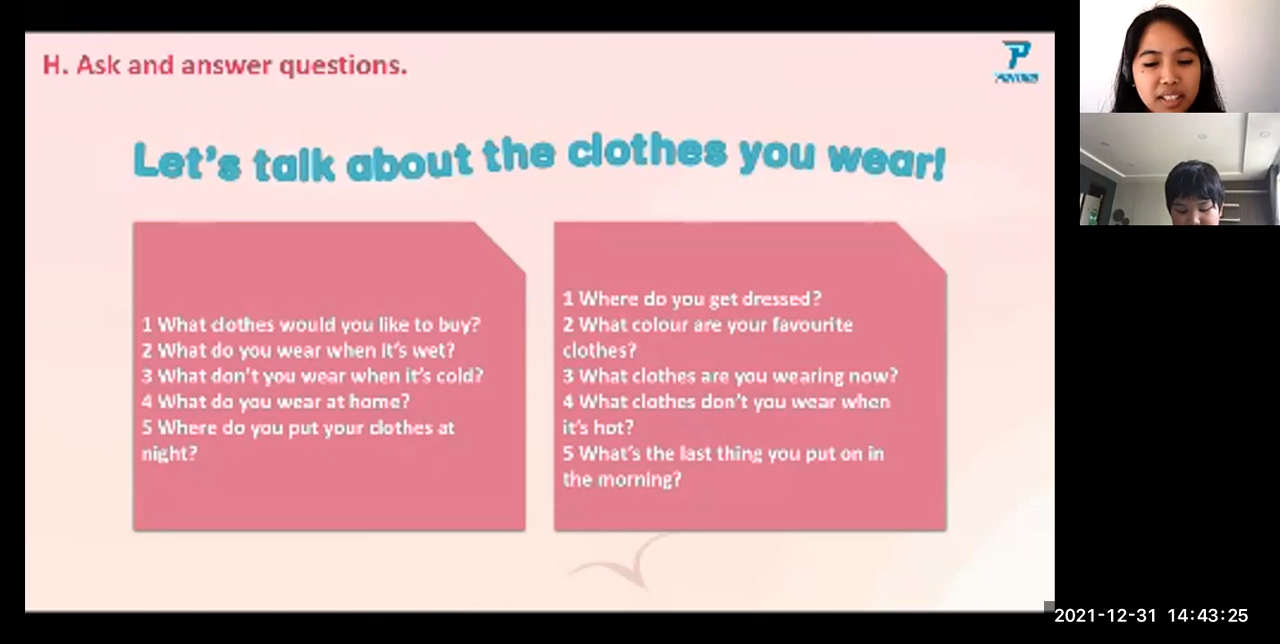 H. Ask and answer questions.
Let's talk about the clothes you wear!
1 What clothes would you like to buy?
2 What do you wear when it's wet?
3 What don't you wear when it's cold?
4 What do you wear at home?
5 Where do you put your clothes at
night?
1 Where do you get dressed?
2 What colour are your favourite
clothes?
3 What clothes are you wearing now?
4 What clothes don't you wear when
it's hot?
5 What's the last thing you put on in
the morning?
2021-12-31 14:43:25